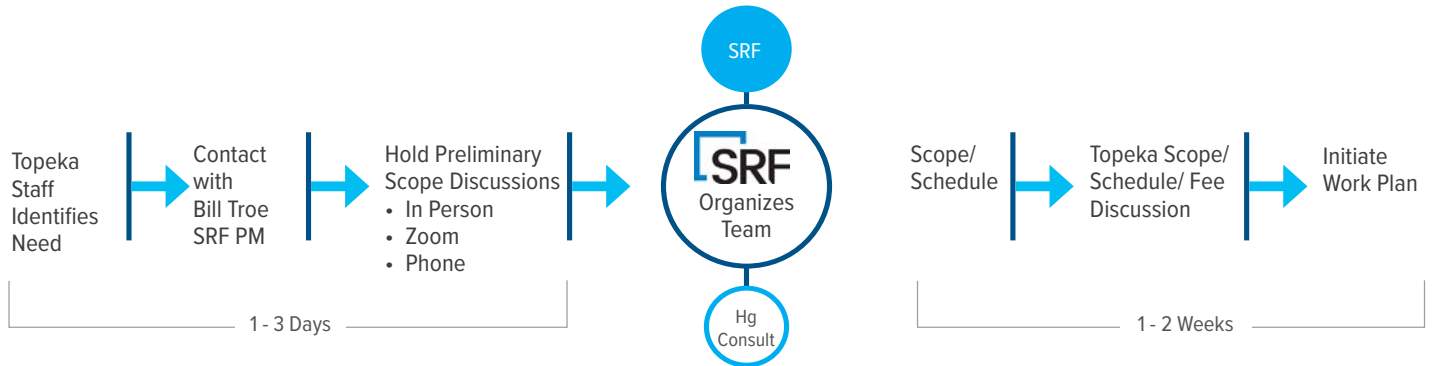 Topeka
Staff
Identifies
Need
Contact
with
Bill Troe
SRF PM
Hold Preliminary
Scope Discussions
• In Person
• Zoom
• Phone
1 - 3 Days
SRF
SRF
Organizes
Team
Hg
Consult
Scope/
Schedule
Topeka Scope/
Schedule/ Fee
Discussion
Initiate
Work Plan
1 - 2 Weeks